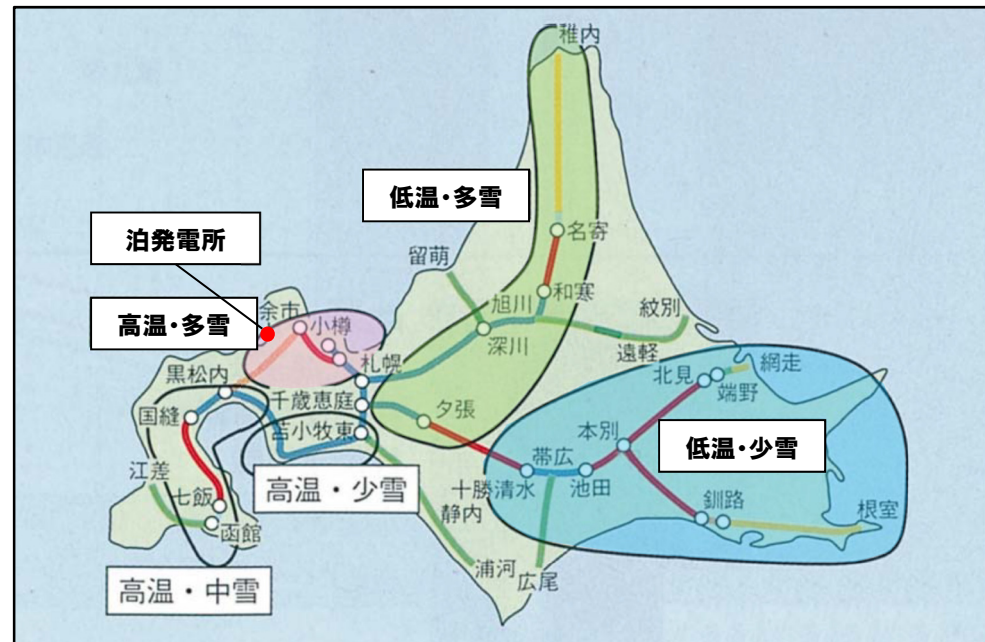 稚内
低温・多雪
名寄
泊発電所
留萌
和寒
旭川
紋別
余市
高温・多雪
小樽
深川
遠軽
札幌
網走
北見
黒松内
端野
千歳恵庭
夕張
国縫
苫小牧東
本別
低温・少雪
帯広
江差
高温・少雪
十勝清水
池田
七飯
釧路
根室
静内
函館
浦河
広尾
高温・中雪